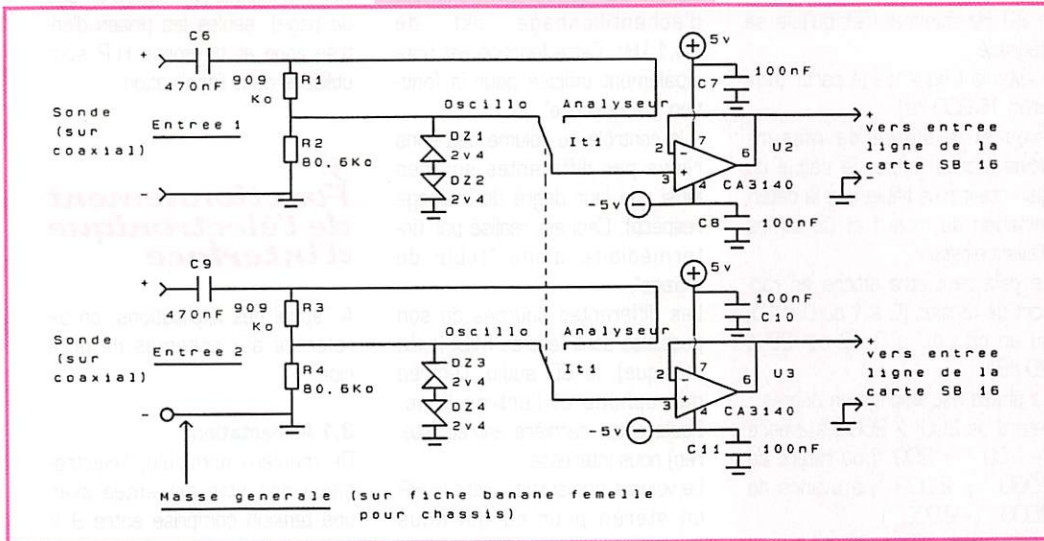 d'échantillonnage est de
C6
+
470nF
909
Ko
R1
R2
80.6Ko
Sonde
(sur
coaxial)
Entree 1
-
Oscillo
Analyseur
DZ1
2v4
DZ2
2v4
It1
5v
C7
100nF
2
-
7
+
3
4
6
U2
CA3140
-5v
C8
100nF
+
vers entree
ligne de la
carte SB 16
-
C9
+
470nF
909
Ko
R3
R4
80.6Ko
Sonde
(sur
coaxial)
Entree 2
-
Oscillo
Analyseur
DZ3
2v4
DZ4
2v4
It1
5v
100nF
2
-
7
+
3
4
6
U3
CA3140
-5v
C11
100nF
+
vers entree
ligne de la
carte SB 16
-
Masse generale (sur fiche banane femelle
pour chassis)